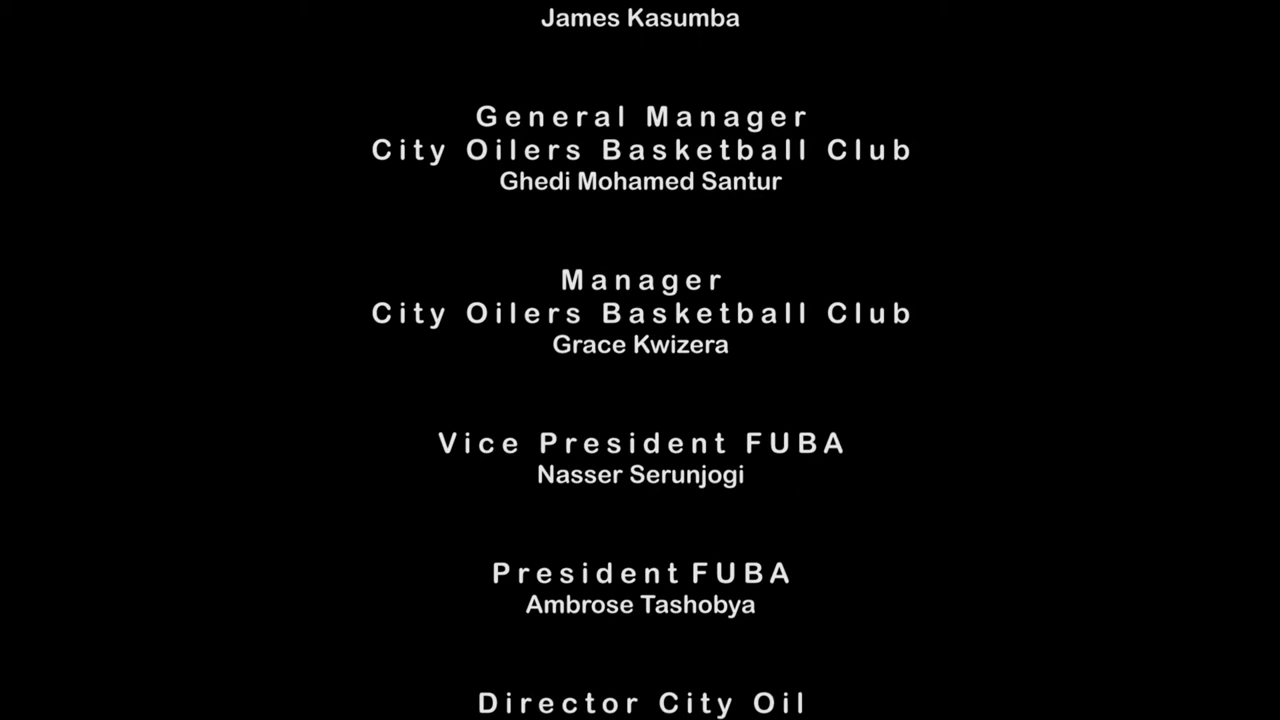 James Kasumba
General Manager
City Oilers Basketball Club
Ghedi Mohamed Santur
Manager
City Oilers Basketball Club
Grace Kwizera
Vice President FUBA
Nasser Serunjogi
President FUBA
Ambrose Tashobya
Director City Oil